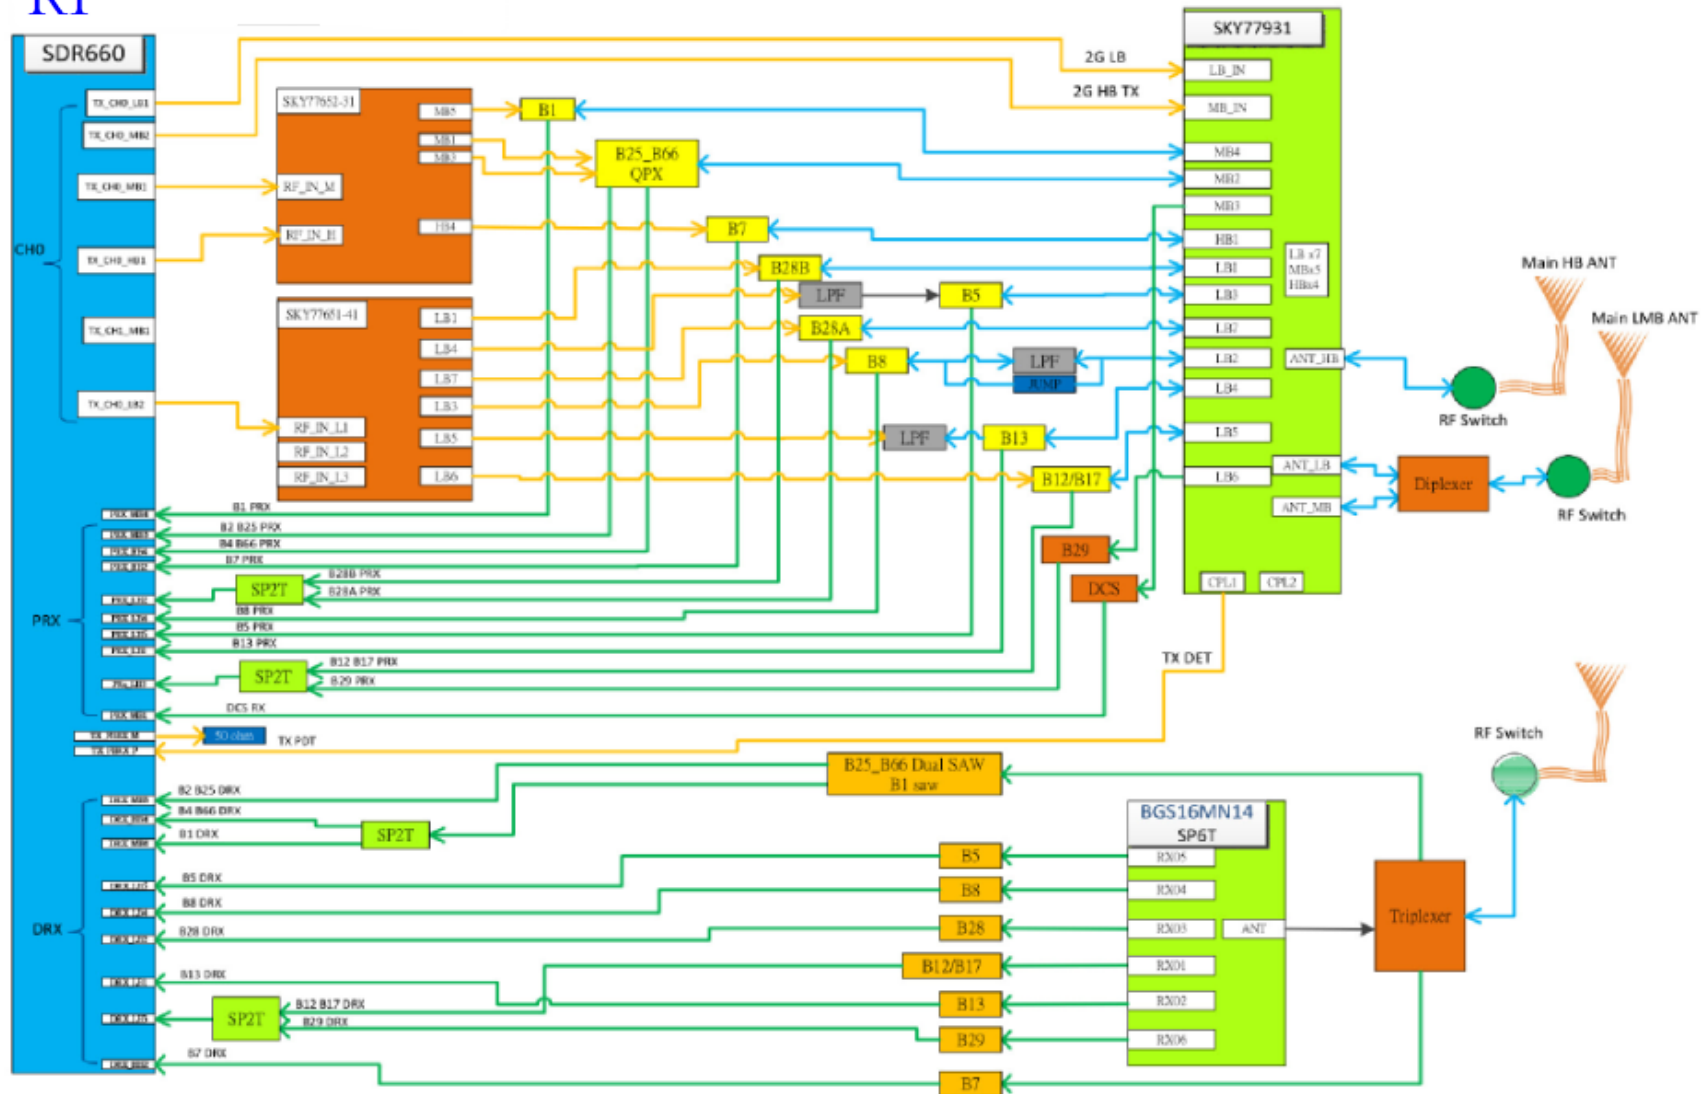 RF
SDR660
SKY77931
TX_CH0_LB1
TX_CH0_MB2
TX_CH0_MB1
CH0
TX_CH0_HB1
TX_CH1_MB1
TX_CH0_LB2
SKY77652-31
RF_IN_M
RF_IN_H
MB5
MB1
MB3
HB4
SKY77651-41
LB1
LB4
LB7
LB3
LB5
LB6
RF_IN_L1
RF_IN_L2
RF_IN_L3
B1
B25_B66
QPX
B7
B28B
LPF
B5
B28A
B8
LPF
JUMP
LPF
B13
B12/B17
B29
DCS
2G LB
2G HB TX
LB_IN
MB_IN
MB4
MB2
MB3
HB1
LB1
LB3
LB7
LB2
LB4
LB5
LB6
LB x7
MBx5
HBx4
ANT_HB
ANT_LB
ANT_MB
CPL1
CPL2
Main HB ANT
Main LMB ANT
RF Switch
Diplexer
RF Switch
PRX
B1 PRX
B2 B25 PRX
B4 B66 PRX
B7 PRX
SP2T
B28B PRX
B28A PRX
B8 PRX
B5 PRX
B13 PRX
SP2T
B12 B17 PRX
B29 PRX
DCS RX
50 ohm
TX PDT
TX DET
DRX
B2 B25 DRX
B4 B66 DRX
B1 DRX
SP2T
B25_B66 Dual SAW
B1 saw
B5 DRX
B8 DRX
B28 DRX
B13 DRX
SP2T
B12 B17 DRX
B29 DRX
B7 DRX
B5
B8
B28
B12/B17
B13
B29
B7
BGS16MN14
SP6T
RX05
RX04
RX03
ANT
RX01
RX02
RX06
Triplexer
RF Switch